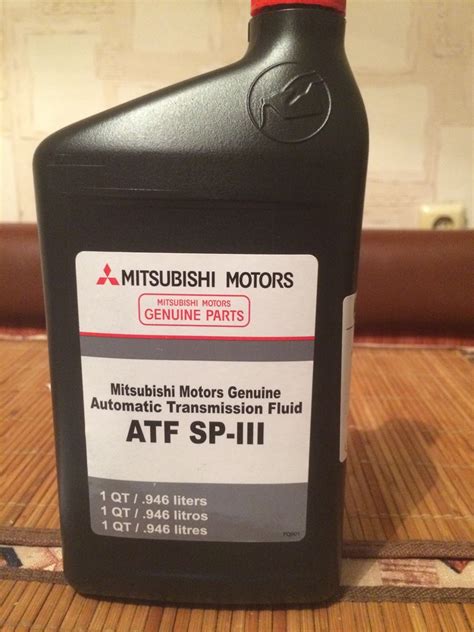 MITSUBISHI MOTORS
MITSUBISHI MOTORS
GENUINE PARTS
Mitsubishi Motors Genuine
Automatic Transmission Fluid
ATF SP-III
1 QT / .946 liters
1 QT / .946 litros
1 QT / .946 litres